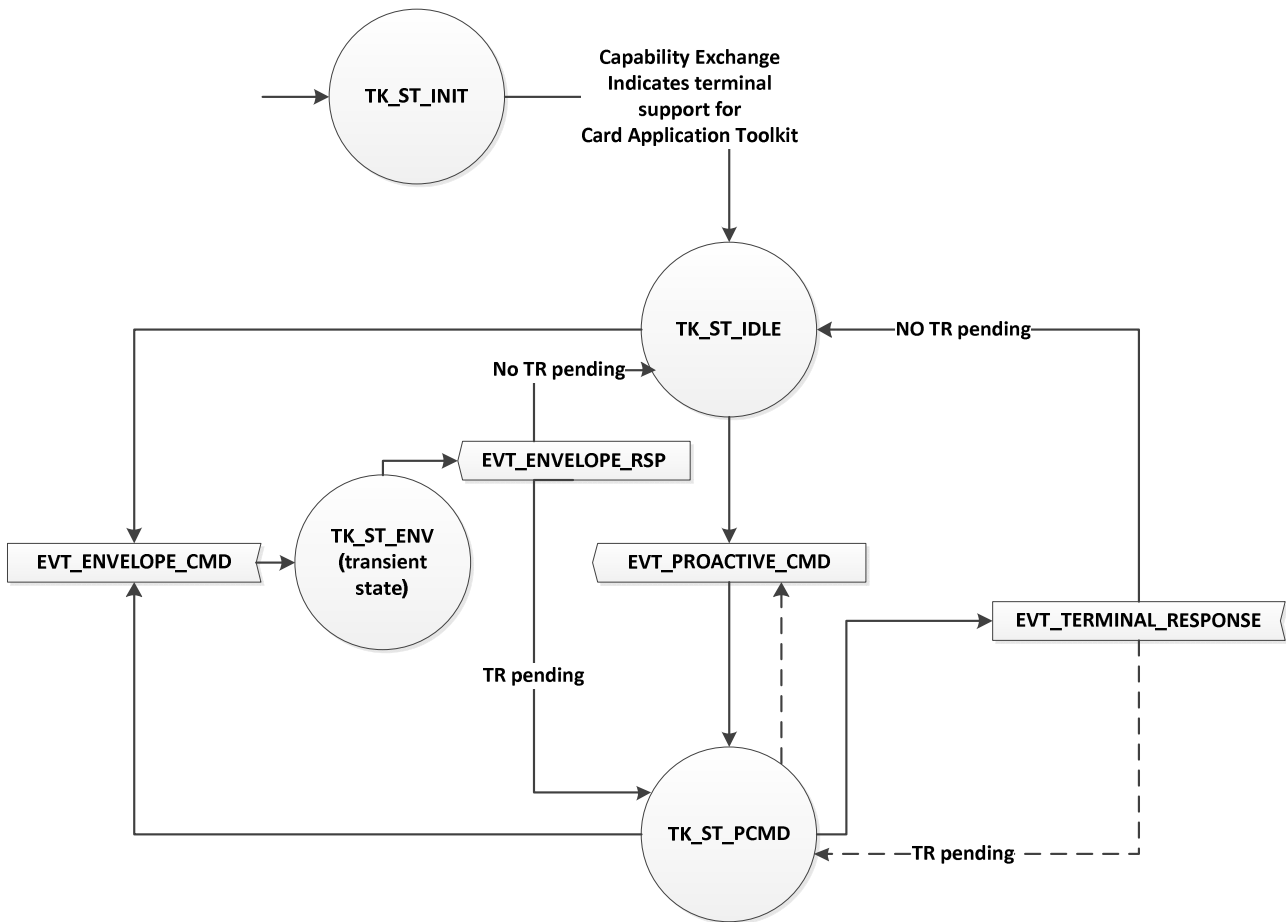 TK_ST_INIT
Capability Exchange
Indicates terminal
support for
Card Application Toolkit
TK_ST_IDLE
NO TR pending
No TR pending
EVT_ENVELOPE_RSP
TK_ST_ENV
(transient
state)
EVT_ENVELOPE_CMD
EVT_PROACTIVE_CMD
EVT_TERMINAL_RESPONSE
TR pending
TK_ST_PCMD
TR pending